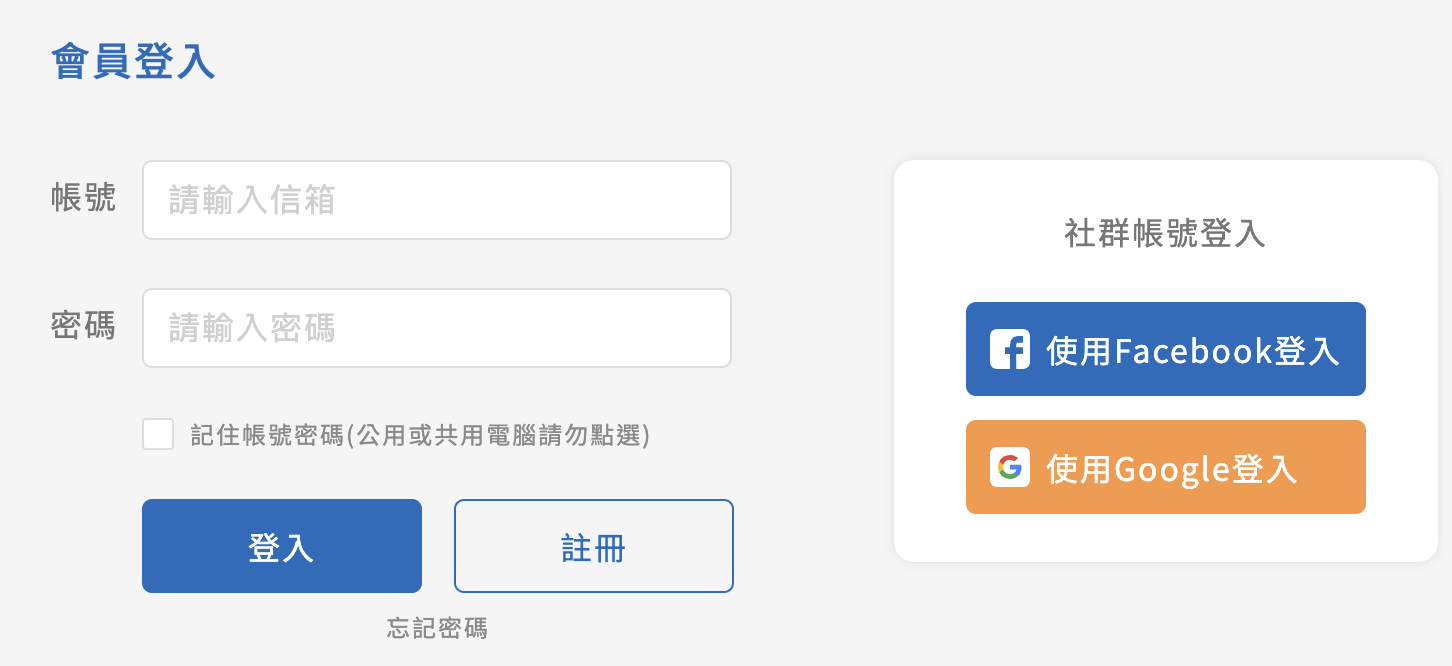 會員登入
帳號
請輸入信箱
密碼
請輸入密碼
記住帳號密碼(公用或共用電腦請勿點選)
登入
註冊
忘記密碼
社群帳號登入
使用Facebook登入
使用Google登入